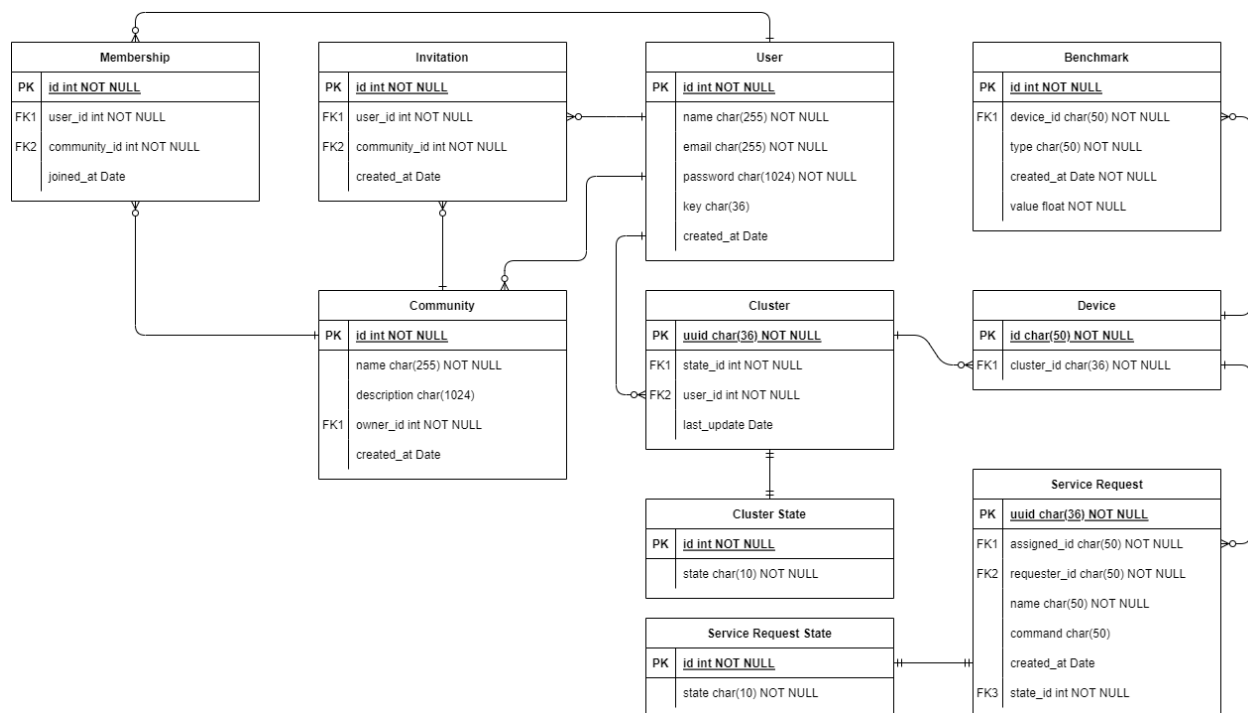 Membership
PK id int NOT NULL
FK1 user_id int NOT NULL
FK2 community_id int NOT NULL
joined_at Date
Invitation
PK id int NOT NULL
FK1 user_id int NOT NULL
FK2 community_id int NOT NULL
created_at Date
User
PK id int NOT NULL
name char(255) NOT NULL
email char(255) NOT NULL
password char(1024) NOT NULL
key char(36)
created_at Date
Benchmark
PK id int NOT NULL
FK1 device_id char(50) NOT NULL
type char(50) NOT NULL
created_at Date NOT NULL
value float NOT NULL
Community
PK id int NOT NULL
name char(255) NOT NULL
description char(1024)
FK1 owner_id int NOT NULL
created_at Date
Cluster
PK uuid char(36) NOT NULL
FK1 state_id int NOT NULL
FK2 user_id int NOT NULL
last_update Date
Device
PK id char(50) NOT NULL
FK1 cluster_id char(36) NOT NULL
Cluster State
PK id int NOT NULL
state char(10) NOT NULL
Service Request
PK uuid char(36) NOT NULL
FK1 assigned_id char(50) NOT NULL
FK2 requester_id char(50) NOT NULL
name char(50) NOT NULL
command char(50)
created_at Date
FK3 state_id int NOT NULL
Service Request State
PK id int NOT NULL
state char(10) NOT NULL